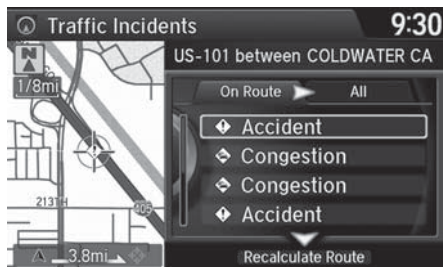 Traffic Incidents 9:30
US-101 between COLDWATER CA
N
1/8mi
On Route All
Accident
Congestion
Congestion
Accident
213TH
405
3.8mi
Recalculate Route